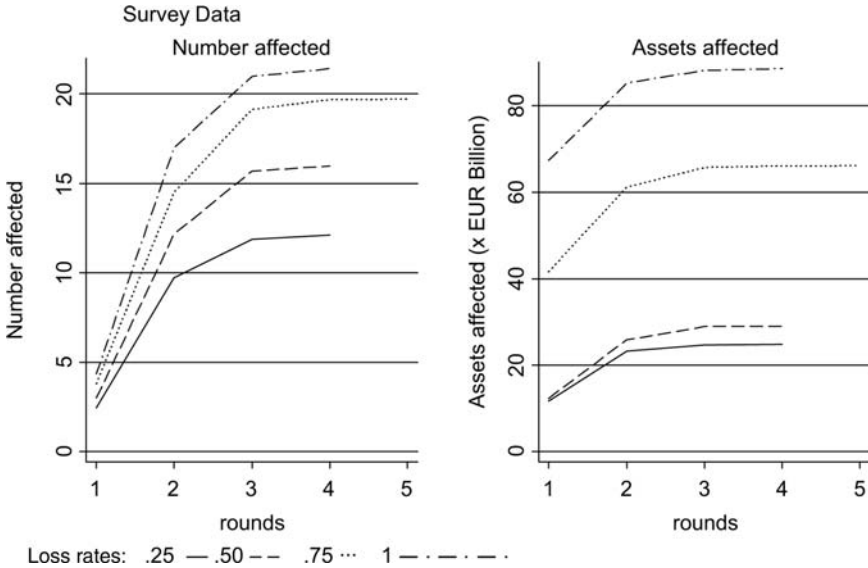 Survey Data
Number affected
Number affected
0
5
10
15
20
1 2 3 4 5
rounds
Assets affected
Assets affected (x EUR Billion)
0
20
40
60
80
1 2 3 4 5
rounds
Loss rates: .25 .50 .75 1